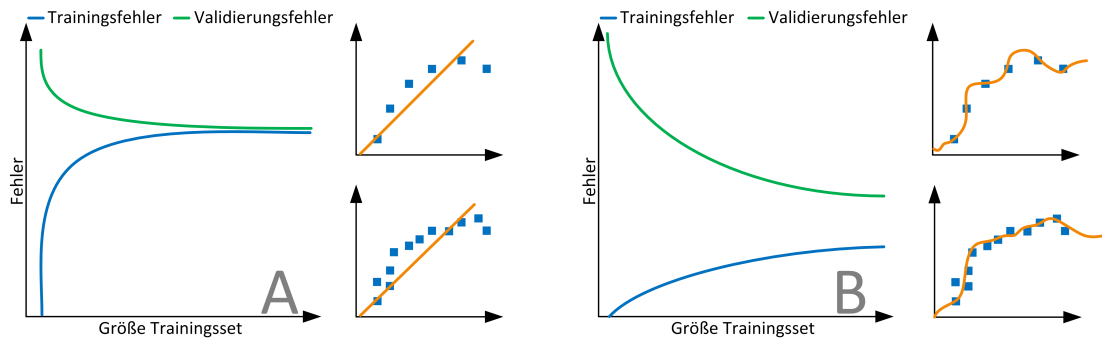 Trainingsfehler Validierungsfehler
Fehler
A
Größe Trainingsset
Trainingsfehler Validierungsfehler
Fehler
B
Größe Trainingsset